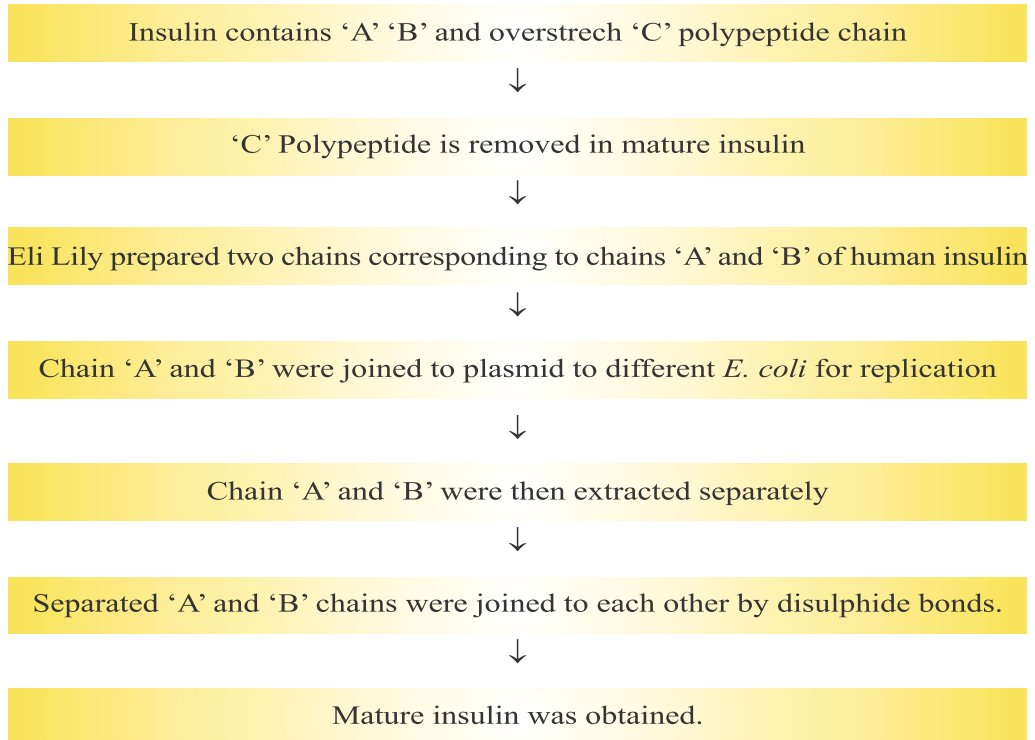 Insulin contains ‘A’ ‘B’ and overstrech ‘C’ polypeptide chain
↓
‘C’ Polypeptide is removed in mature insulin
↓
Eli Lily prepared two chains corresponding to chains ‘A’ and ‘B’ of human insulin
↓
Chain ‘A’ and ‘B’ were joined to plasmid to different E. coli for replication
↓
Chain ‘A’ and ‘B’ were then extracted separately
↓
Separated ‘A’ and ‘B’ chains were joined to each other by disulphide bonds.
↓
Mature insulin was obtained.